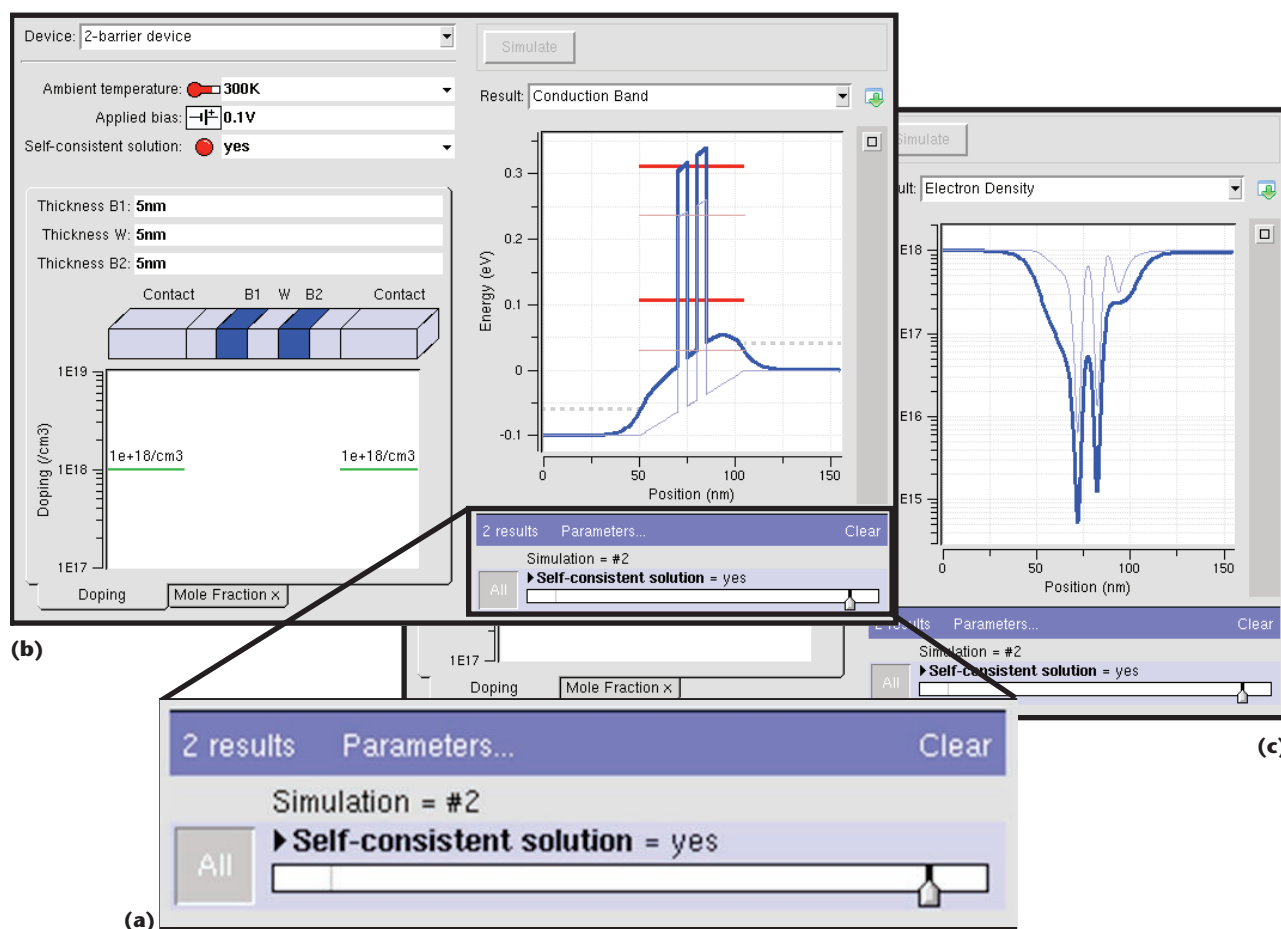 Device: 2-barrier device
Ambient temperature: 300K
Applied bias: 0.1V
Self-consistent solution: yes
Thickness B1: 5nm
Thickness W: 5nm
Thickness B2: 5nm
Contact B1 W B2 Contact
1E19
1E18
1E17
Doping (/cm3)
1e+18/cm3 1e+18/cm3
Doping Mole Fraction x
Simulate
Result: Conduction Band
0.3
0.2
0.1
0
-0.1
Energy (eV)
0 50 100 150
Position (nm)
2 results Parameters... Clear
Simulation = #2
All
Self-consistent solution = yes
(b)
Simulate
ult: Electron Density
E18
E17
E16
E15
0 50 100 150
Position (nm)
2 results Parameters... Clear
Simulation = #2
All
Self-consistent solution = yes
1E17
Doping Mole Fraction x
(c)
2 results Parameters... Clear
Simulation = #2
All
Self-consistent solution = yes
(a)